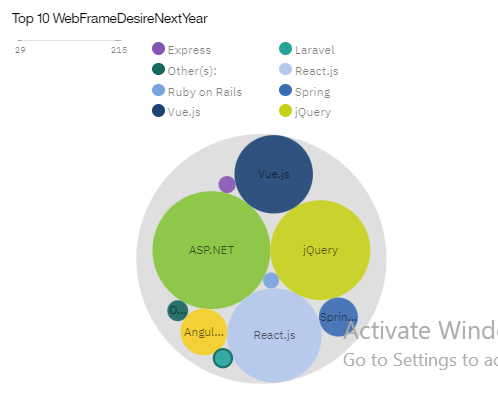 Top 10 WebFrameDesireNextYear
29 215
Express Laravel
Other(s): React.js
Ruby on Rails Spring
Vue.js jQuery
Vue.js
ASP.NET jQuery
O...
Sprin...
Angul... React.js
Activate Windo
Go to Settings to ac